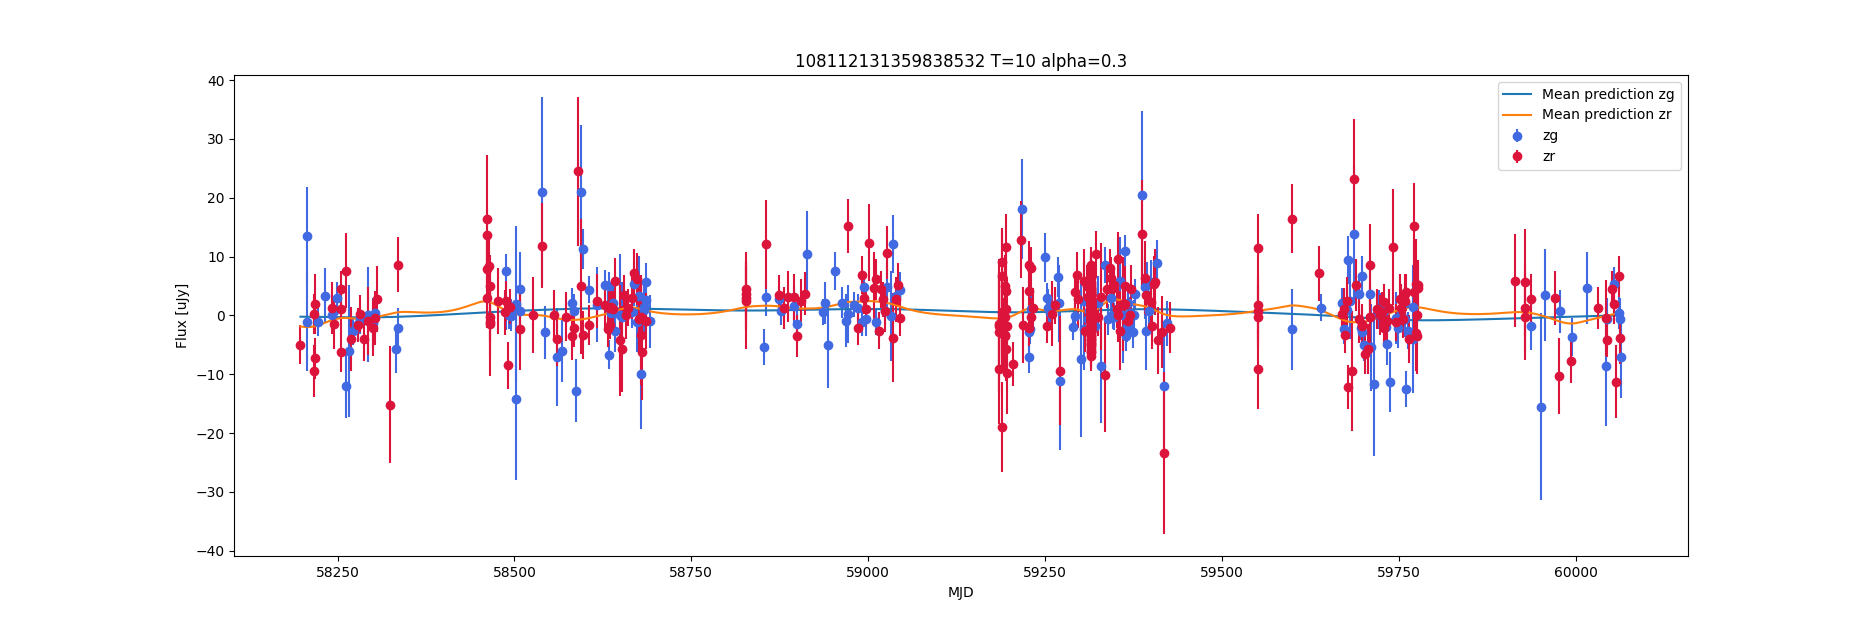 108112131359838532 T=10 alpha=0.3
Mean prediction zg
Mean prediction zr
zg
zr
Flux [uJy]
40
30
20
10
0
−10
−20
−30
−40
58250 58500 58750 59000 59250 59500 59750 60000
MJD